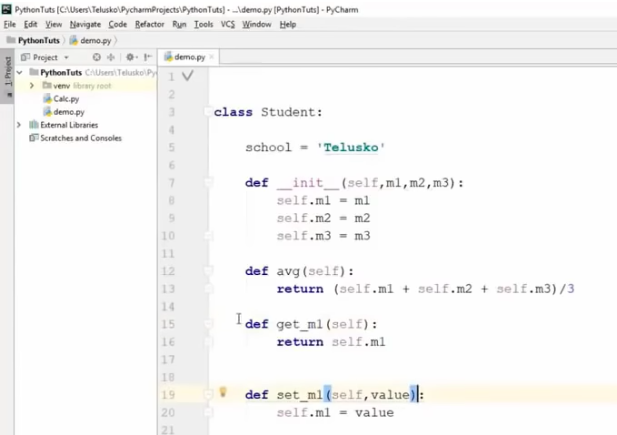 PythonTuts [C:\Users\Telusko\PycharmProjects\PythonTuts] - ...\demo.py [PythonTuts] - PyCharm
File Edit View Navigate Code Refactor Run Tools VCS Window Help
PythonTuts demo.py
1: Project
Project
demo.py
PythonTuts C:\Users\Telusko\Py
venv library root
Calc.py
demo.py
External Libraries
Scratches and Consoles
1
2
3 class Student:
4
5 school = 'Telusko'
6
7 def __init__(self,m1,m2,m3):
8 self.m1 = m1
9 self.m2 = m2
10 self.m3 = m3
11
12 def avg(self):
13 return (self.m1 + self.m2 + self.m3)/3
14
15 def get_m1(self):
16 return self.m1
17
18
19 def set_m1(self,value):
20 self.m1 = value
21